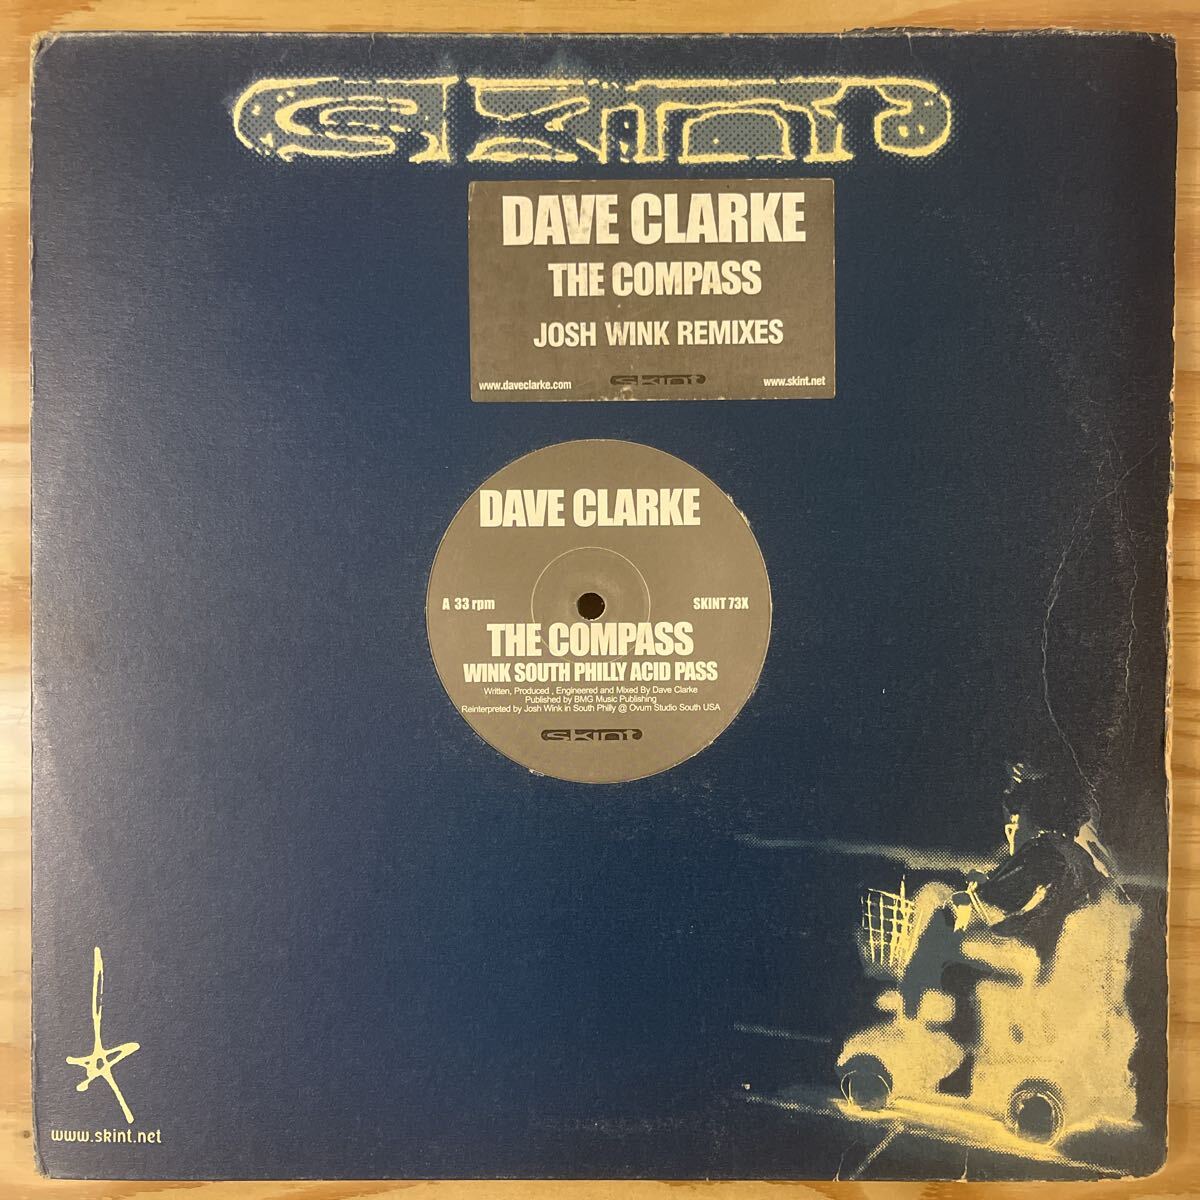 skint
DAVE CLARKE
THE COMPASS
JOSH WINK REMIXES
www.daveclarke.com
skint
www.skint.net
DAVE CLARKE
A 33 rpm
SKINT 73X
THE COMPASS
WINK SOUTH PHILLY ACID PASS
Written, Produced , Engineered and Mixed By Dave Clarke
Published by BMG Music Publishing
Reinterpreted by Josh Wink in South Philly @ Ovum Studio South USA
skint
www.skint.net